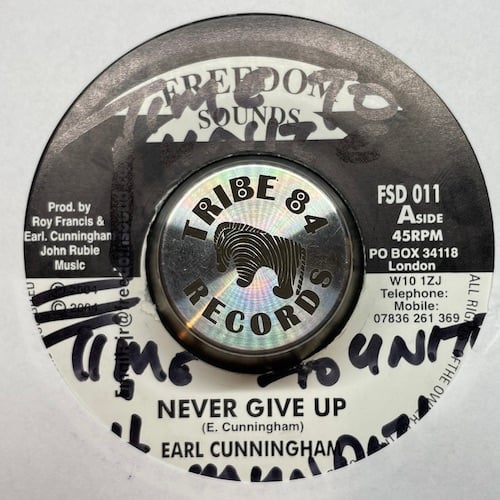 FREEDOM
SOUNDS
TIME TO
UNITE
TRIBE 84
RECORDS
Prod. by
Roy Francis &
Earl. Cunningham
John Rubie
Music
FSD 011
ASIDE
45RPM
PO BOX 34118
London
W10 1ZJ
Telephone:
Mobile:
07836 261 369
TIME TO UNITE
NEVER GIVE UP
(E. Cunningham)
EARL CUNNINGHAM